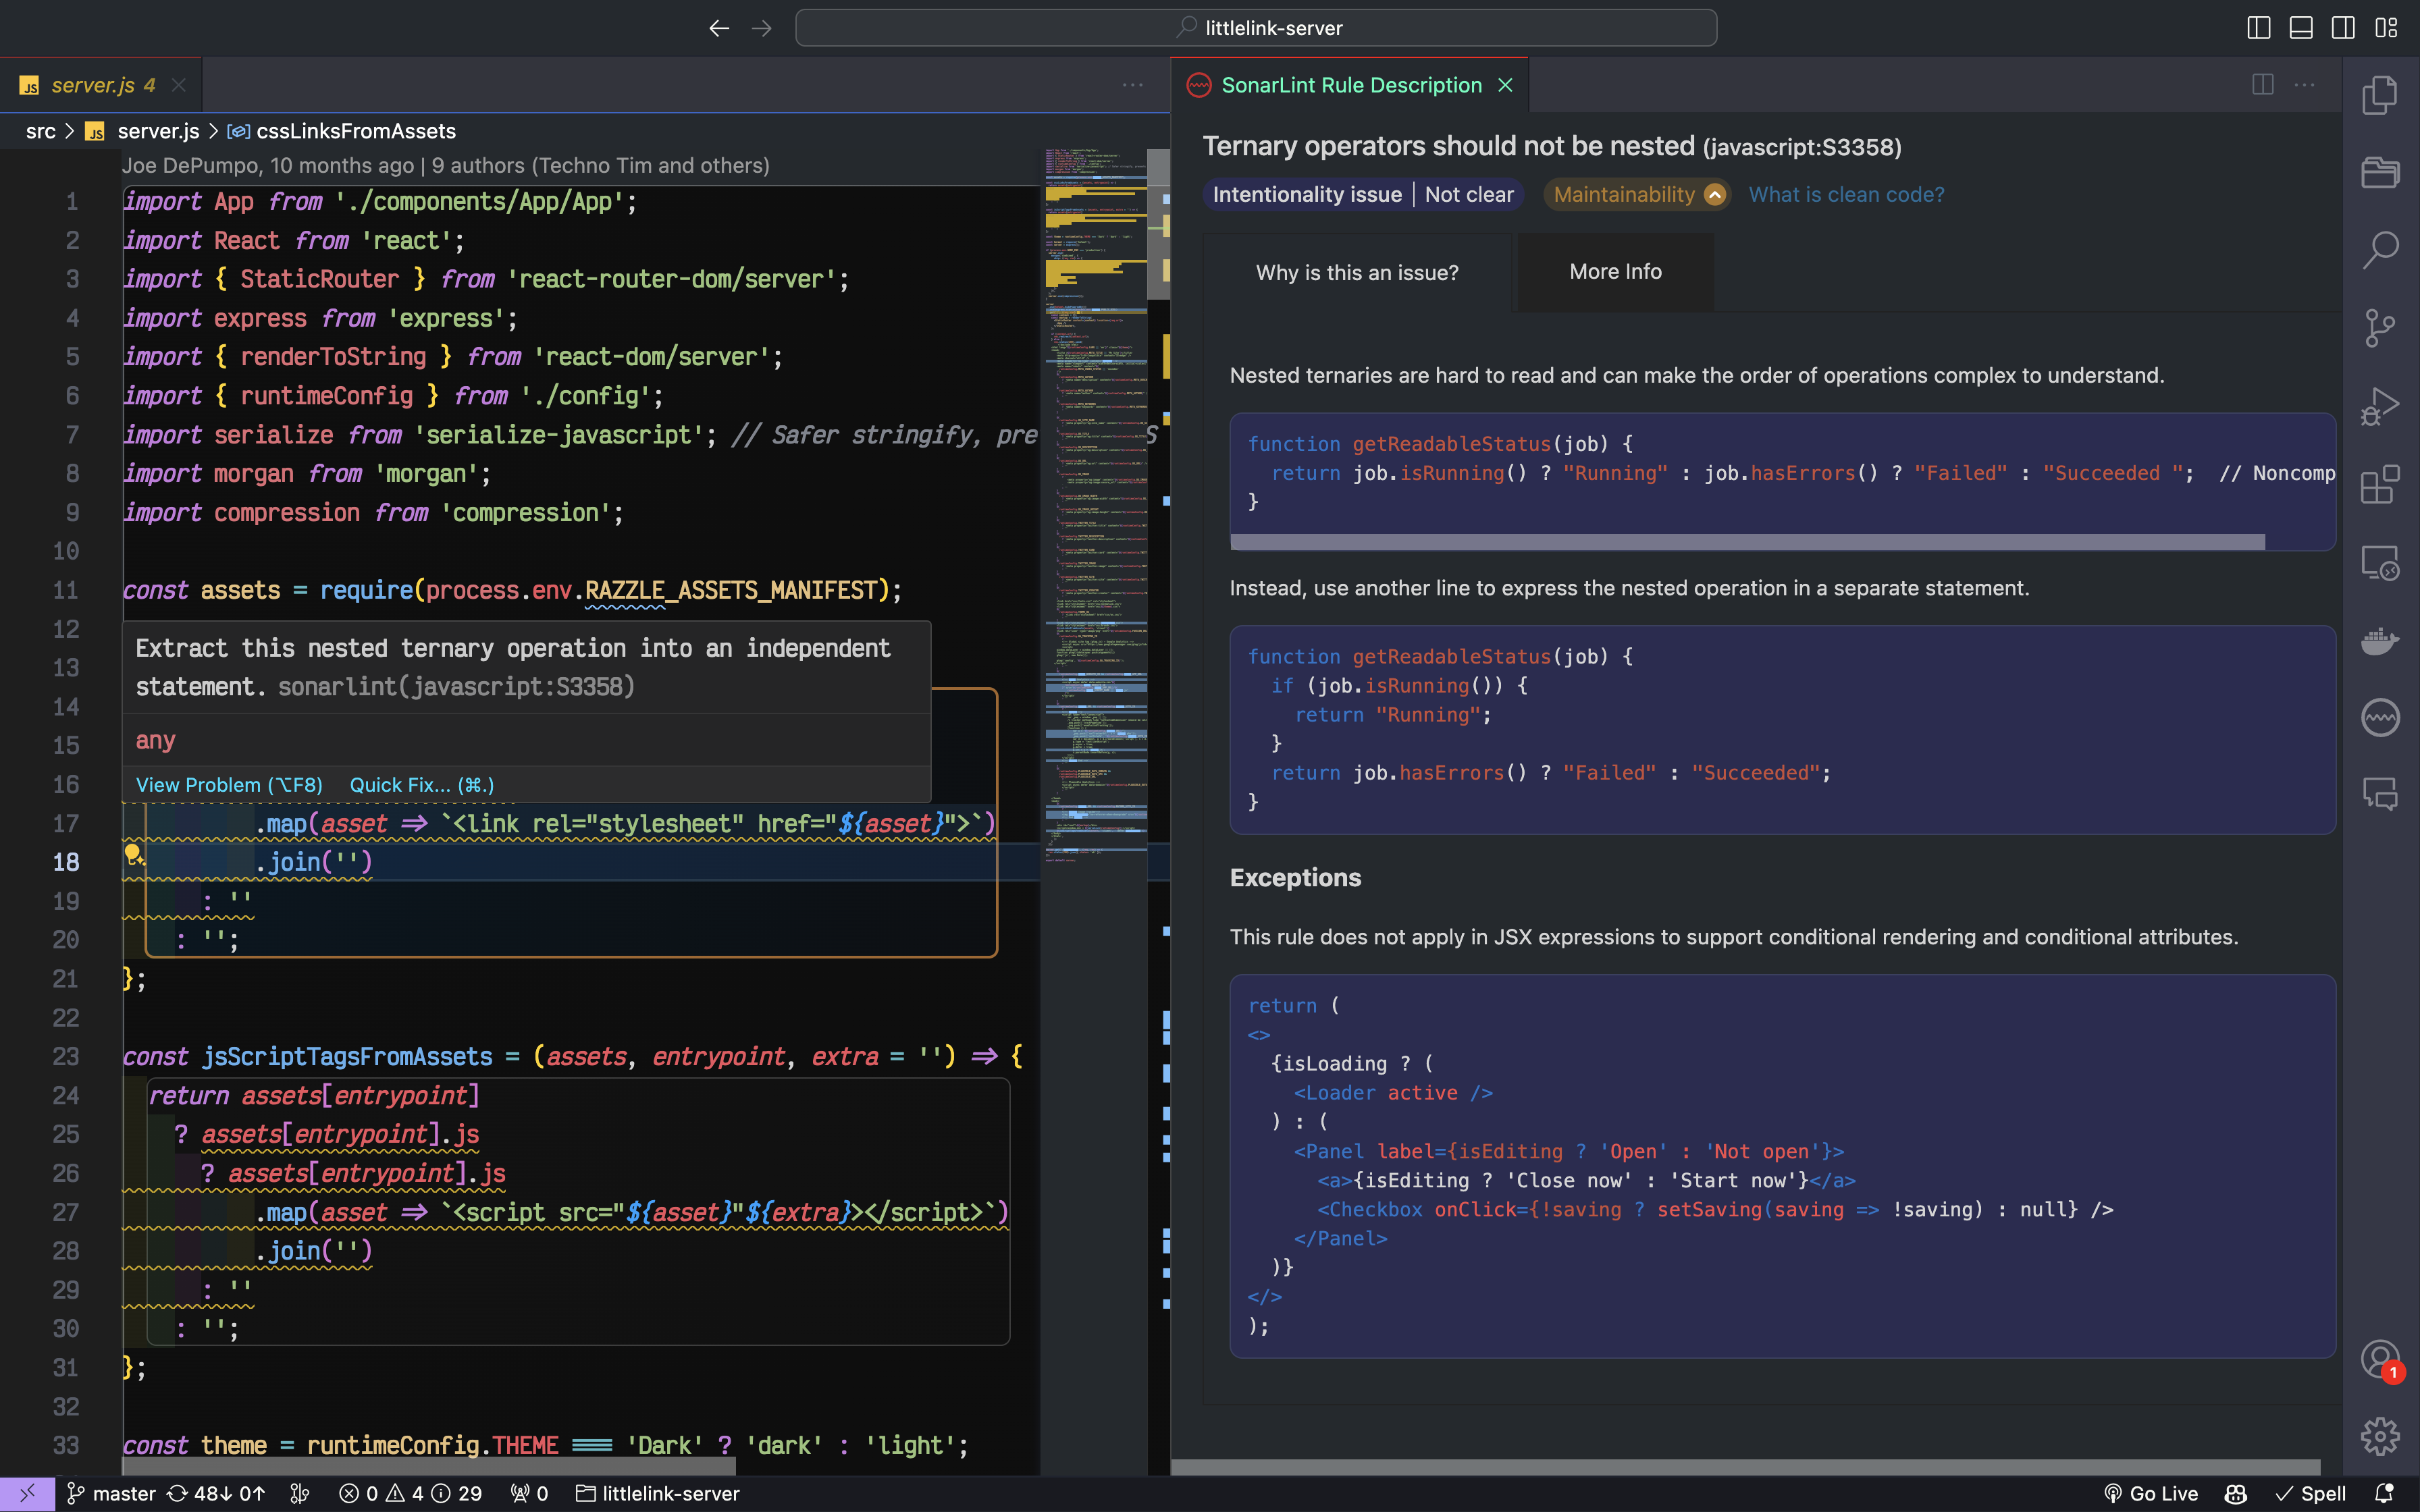 littlelink-server
server.js 4
SonarLint Rule Description
src > server.js > cssLinksFromAssets
Joe DePumpo, 10 months ago | 9 authors (Techno Tim and others)
1 import App from './components/App/App';
2 import React from 'react';
3 import { StaticRouter } from 'react-router-dom/server';
4 import express from 'express';
5 import { renderToString } from 'react-dom/server';
6 import { runtimeConfig } from './config';
7 import serialize from 'serialize-javascript'; // Safer stringify, pre S
8 import morgan from 'morgan';
9 import compression from 'compression';
10
11 const assets = require(process.env.RAZZLE_ASSETS_MANIFEST);
12
Extract this nested ternary operation into an independent
13
statement. sonarlint(javascript:S3358)
14
15 any
16 View Problem (⌥F8) Quick Fix... (⌘.)
17 .map(asset => `<link rel="stylesheet" href="${asset}">`)
18 .join('')
19 : ''
20 : '';
21 };
22
23 const jsScriptTagsFromAssets = (assets, entrypoint, extra = '') => {
24 return assets[entrypoint]
25 ? assets[entrypoint].js
26 ? assets[entrypoint].js
27 .map(asset => `<script src="${asset}"${extra}></script>`)
28 .join('')
29 : ''
30 : '';
31 };
32
33 const theme = runtimeConfig.THEME === 'Dark' ? 'dark' : 'light';
Ternary operators should not be nested (javascript:S3358)
Intentionality issue | Not clear Maintainability What is clean code?
Why is this an issue? More Info
Nested ternaries are hard to read and can make the order of operations complex to understand.
function getReadableStatus(job) {
return job.isRunning() ? "Running" : job.hasErrors() ? "Failed" : "Succeeded "; // Noncomp
}
Instead, use another line to express the nested operation in a separate statement.
function getReadableStatus(job) {
if (job.isRunning()) {
return "Running";
}
return job.hasErrors() ? "Failed" : "Succeeded";
}
Exceptions
This rule does not apply in JSX expressions to support conditional rendering and conditional attributes.
return (
<>
{isLoading ? (
<Loader active />
) : (
<Panel label={isEditing ? 'Open' : 'Not open'}>
<a>{isEditing ? 'Close now' : 'Start now'}</a>
<Checkbox onClick={!saving ? setSaving(saving => !saving) : null} />
</Panel>
)}
</>
);
1
master 48↓ 0↑ 0 4 29 0 littlelink-server Go Live Spell